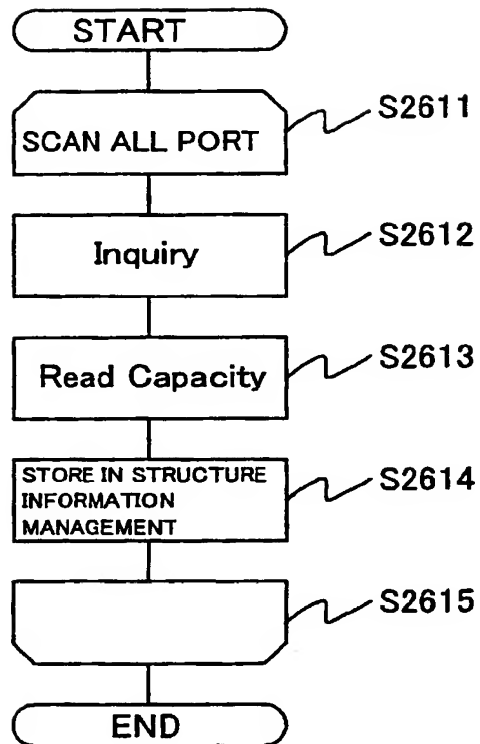 START
SCAN ALL PORT
S2611
Inquiry
S2612
Read Capacity
S2613
STORE IN STRUCTURE
INFORMATION
MANAGEMENT
S2614
S2615
END